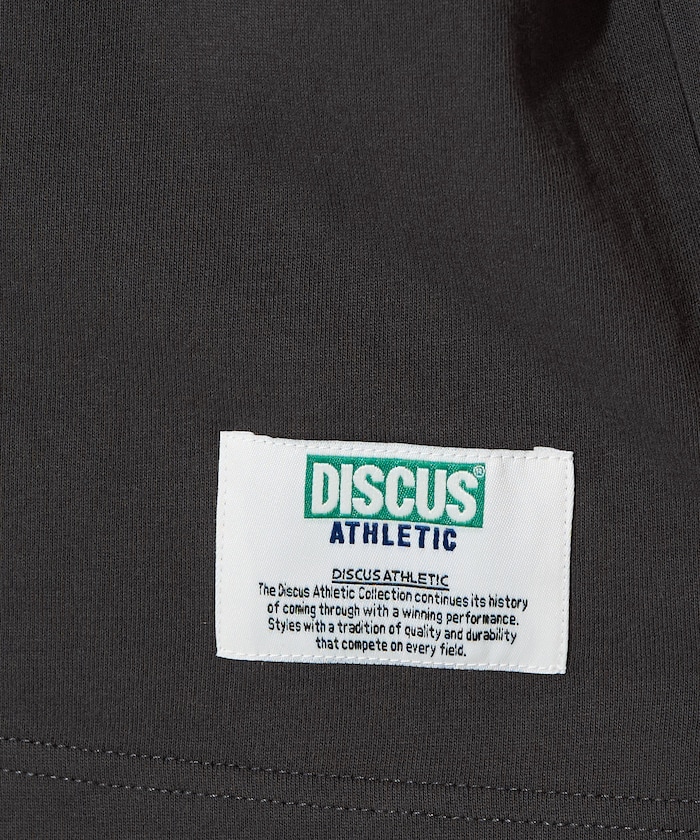 DISCUS®
ATHLETIC
DISCUS ATHLETIC
The Discus Athletic Collection continues its history
of coming through with a winning performance.
Styles with a tradition of quality and durability
that compete on every field.